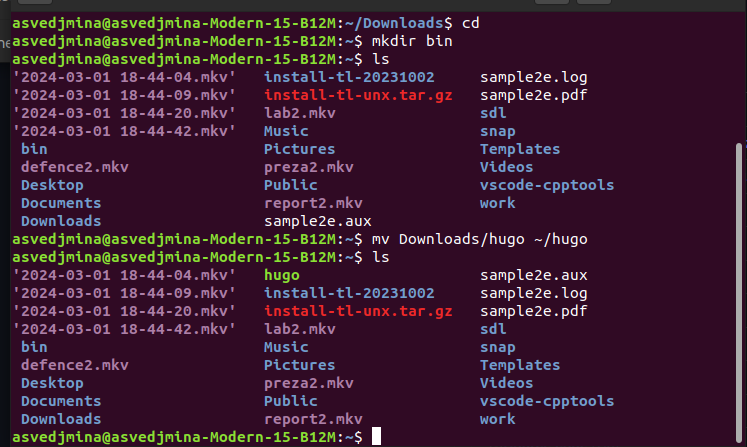 asvedjmina@asvedjmina-Modern-15-B12M:~/Downloads$ cd
asvedjmina@asvedjmina-Modern-15-B12M:~$ mkdir bin
asvedjmina@asvedjmina-Modern-15-B12M:~$ ls
'2024-03-01 18-44-04.mkv' install-tl-20231002 sample2e.log
'2024-03-01 18-44-09.mkv' install-tl-unx.tar.gz sample2e.pdf
'2024-03-01 18-44-20.mkv' lab2.mkv sdl
'2024-03-01 18-44-42.mkv' Music snap
bin Pictures Templates
defence2.mkv preza2.mkv Videos
Desktop Public vscode-cpptools
Documents report2.mkv work
Downloads sample2e.aux
asvedjmina@asvedjmina-Modern-15-B12M:~$ mv Downloads/hugo ~/hugo
asvedjmina@asvedjmina-Modern-15-B12M:~$ ls
'2024-03-01 18-44-04.mkv' hugo sample2e.aux
'2024-03-01 18-44-09.mkv' install-tl-20231002 sample2e.log
'2024-03-01 18-44-20.mkv' install-tl-unx.tar.gz sample2e.pdf
'2024-03-01 18-44-42.mkv' lab2.mkv sdl
bin Music snap
defence2.mkv Pictures Templates
Desktop preza2.mkv Videos
Documents Public vscode-cpptools
Downloads report2.mkv work
asvedjmina@asvedjmina-Modern-15-B12M:~$